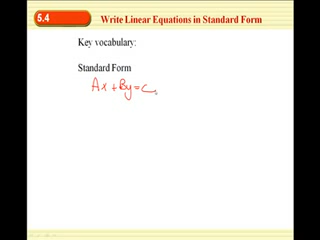 5.4 Write Linear Equations in Standard Form
Key vocabulary:
Standard Form
Ax + By = C